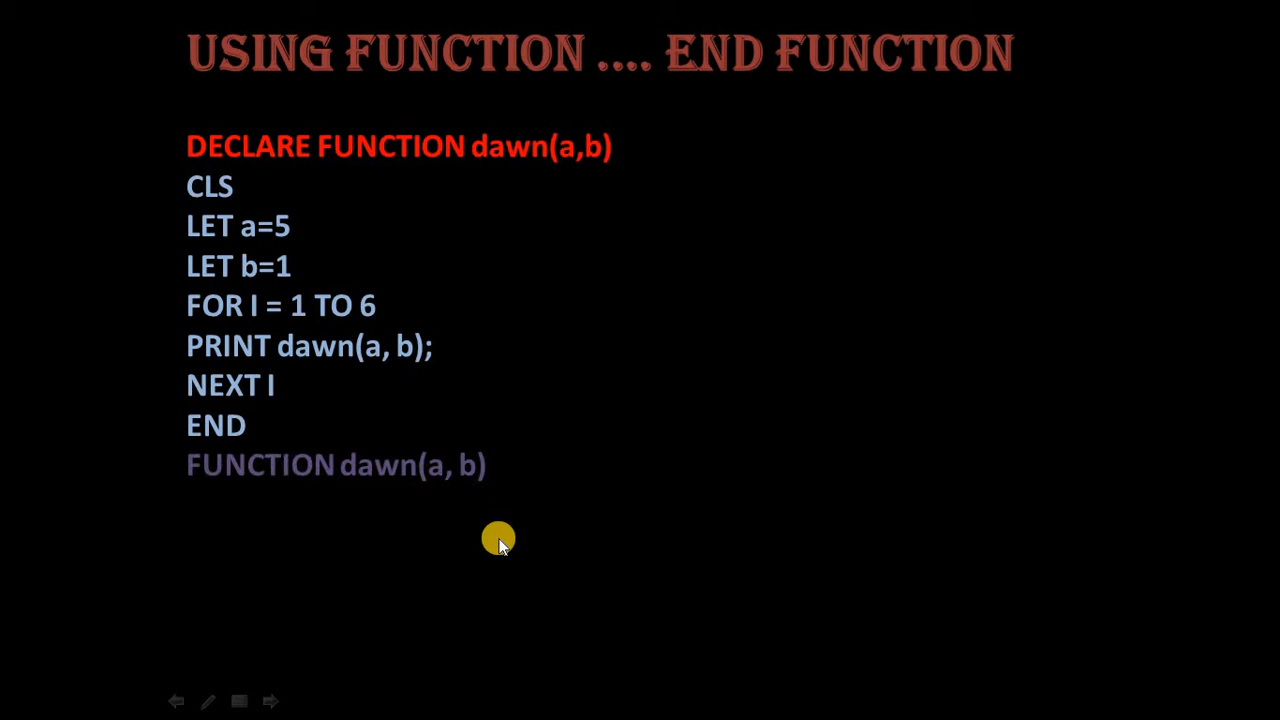 USING FUNCTION .... END FUNCTION
DECLARE FUNCTION dawn(a,b)
CLS
LET a=5
LET b=1
FOR I = 1 TO 6
PRINT dawn(a, b);
NEXT I
END
FUNCTION dawn(a, b)